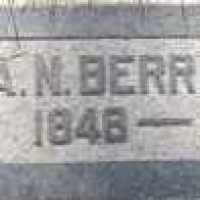 A. N. BERR
1846 —